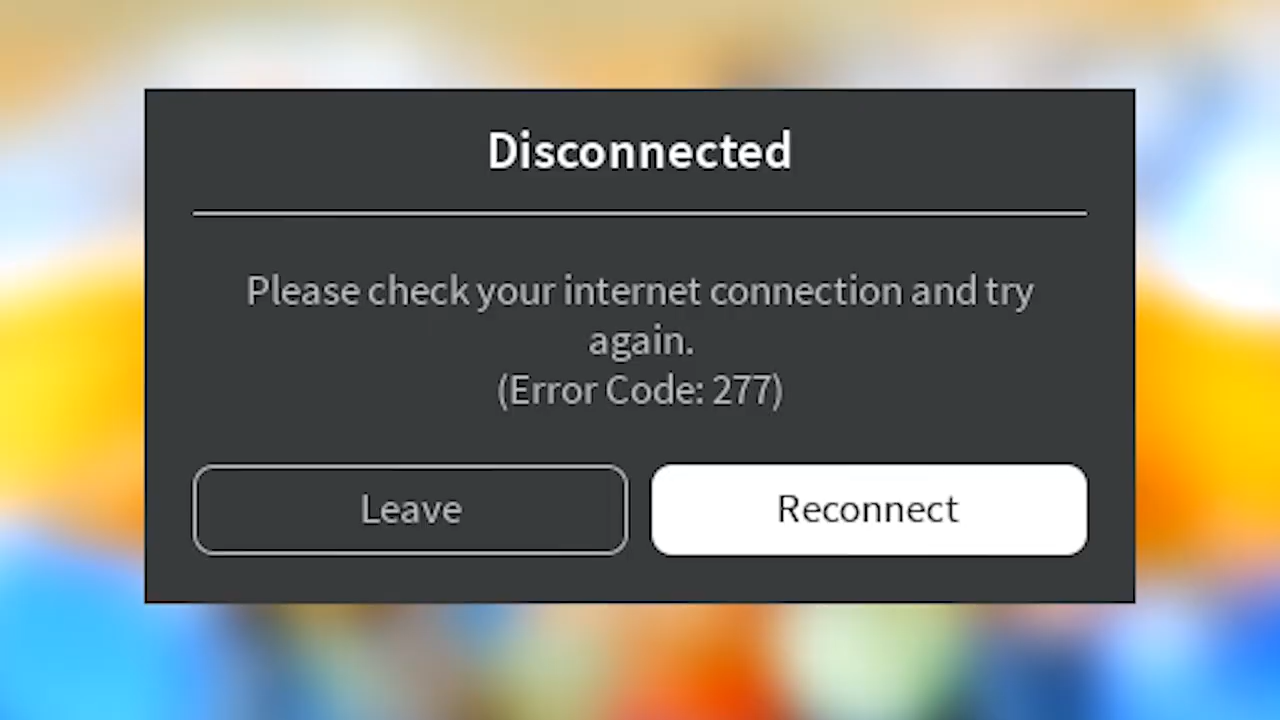 Disconnected
Please check your internet connection and try
again.
(Error Code: 277)
Leave
Reconnect